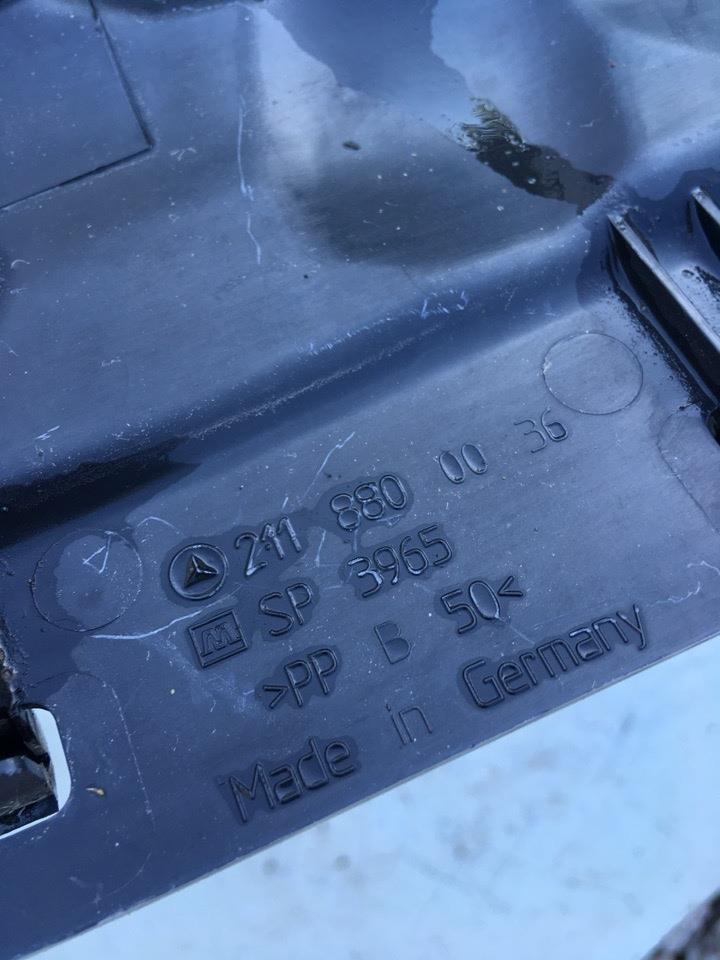 211 880 00 36
SP 3965
>PP B 50<
Made in Germany